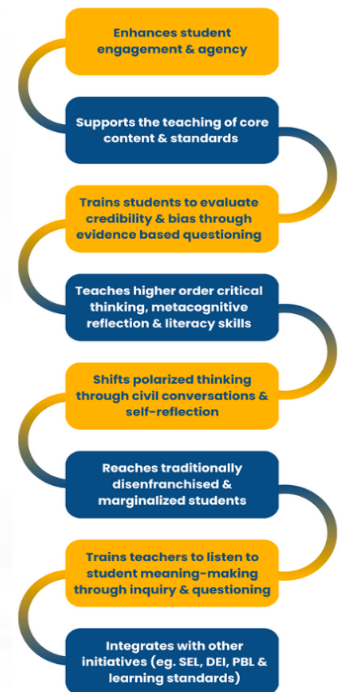 Enhances student
engagement & agency
Supports the teaching of core
content & standards
Trains students to evaluate
credibility & bias through
evidence based questioning
Teaches higher order critical
thinking, metacognitive
reflection & literacy skills
Shifts polarized thinking
through civil conversations &
self-reflection
Reaches traditionally
disenfranchised &
marginalized students
Trains teachers to listen to
student meaning-making
through inquiry & questioning
Integrates with other
initiatives (eg. SEL, DEI, PBL &
learning standards)